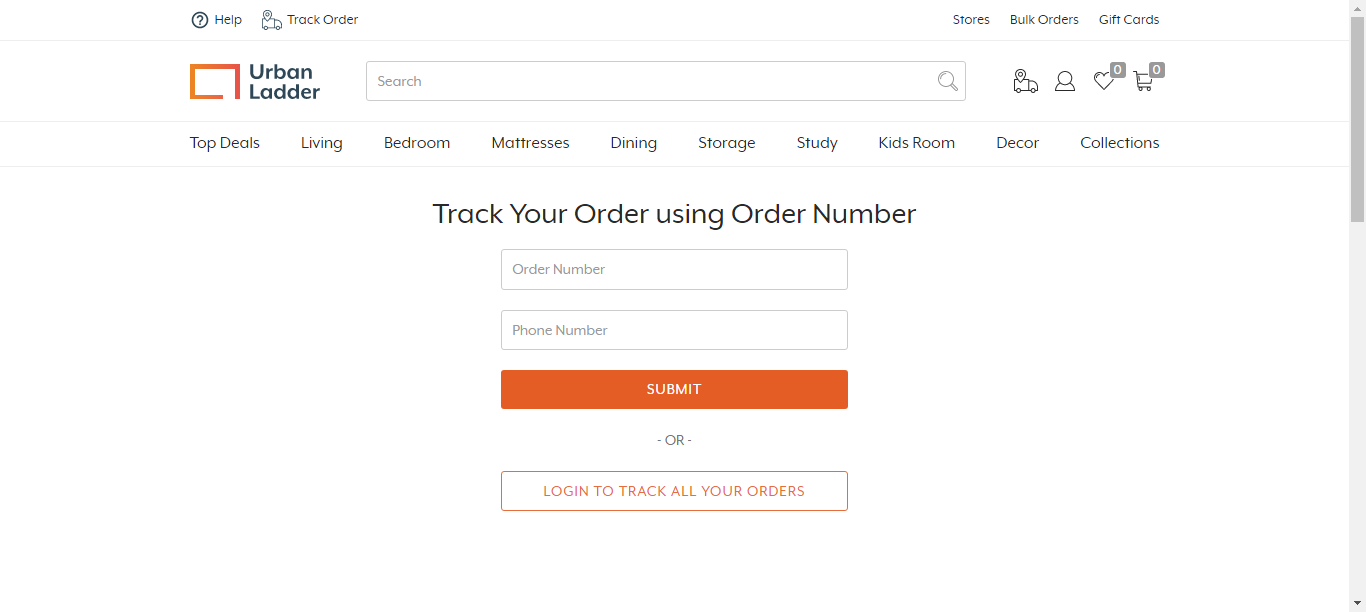 Help Track Order Stores Bulk Orders Gift Cards
Urban
Ladder
Search
0 0
Top Deals Living Bedroom Mattresses Dining Storage Study Kids Room Decor Collections
Track Your Order using Order Number
Order Number
Phone Number
SUBMIT
- OR -
LOGIN TO TRACK ALL YOUR ORDERS